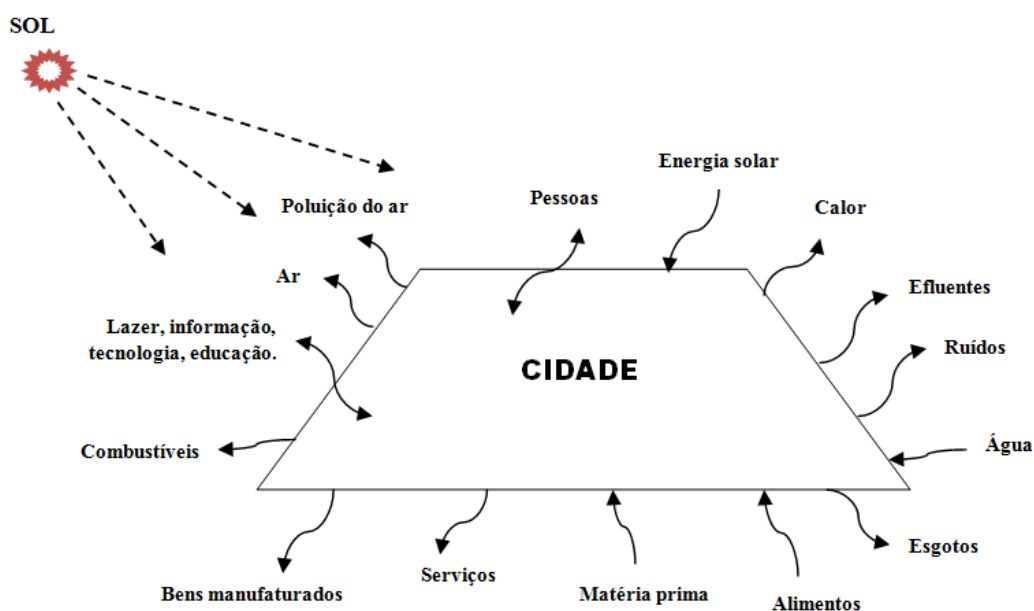 SOL
Energia solar
Pessoas
Poluição do ar
Calor
Ar
Efluentes
Lazer, informação,
tecnologia, educação.
Ruídos
CIDADE
Combustíveis
Água
Esgotos
Serviços
Bens manufaturados
Matéria prima
Alimentos